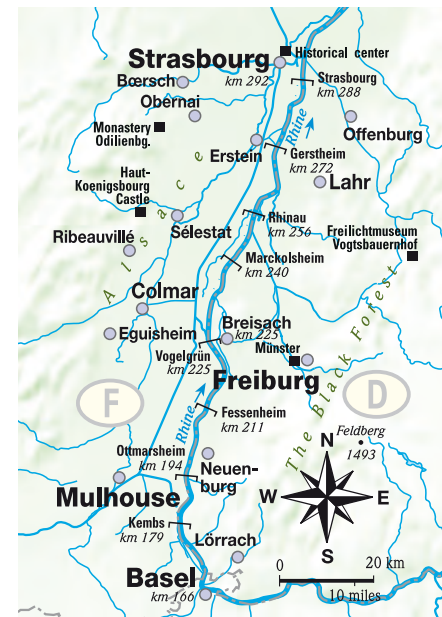 Strasbourg
km 292
Historical center
Bœrsch
Strasbourg
km 288
Obérnai
Rhine
Monastery
Odilienbg.
Offenburg
Erstein
Gerstheim
km 272
Haut-
Koenigsbourg
Castle
Lahr
Rhinau
km 256
Sélestat
Ribeauvillé
Freilichtmuseum
Vogtsbauernhof
Alsace
Marckolsheim
km 240
Colmar
Breisach
km 225
Eguisheim
Vogelgrün
km 225
Münster
Freiburg
The Black Forest
F
D
Rhine
Fessenheim
km 211
Feldberg
1493
N
Ottmarsheim
km 194
Neuen-
burg
W
E
Mulhouse
Kembs
km 179
S
Lörrach
Basel
km 166
0
20 km
10 miles